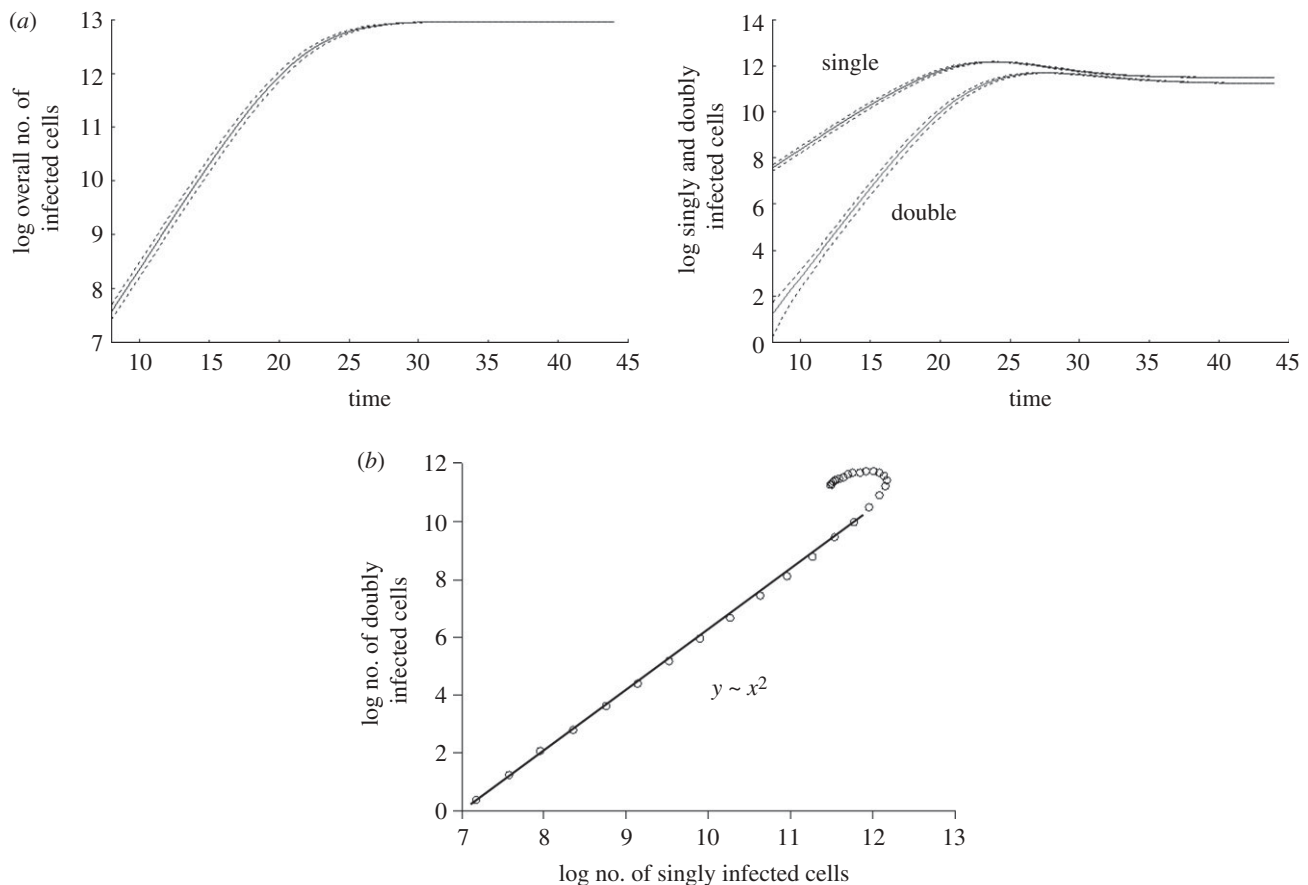 (a)
13
12
13
10
9
8
7
log overall no. of
infected cells
10 15 20 25 30 35 40 45
time
14
12
10
8
6
4
2
0
log singly and doubly
infected cells
single
double
10 15 20 25 30 35 40 45
time
(b)
12
10
8
6
4
2
0
log no. of doubly
infected cells
y ~ x²
7 8 9 10 11 12 13
log no. of singly infected cells